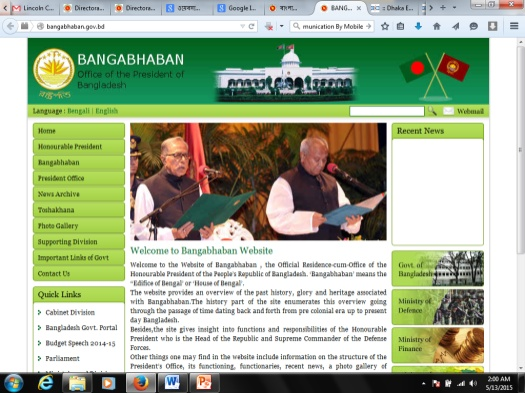 Lincoln C...
Directora...
Directora...
Google L...
BANG...
:: Dhaka E...
bangabhaban.gov.bd
munication By Mobile
BANGABHABAN
Office of the President of
Bangladesh
Language : Bengali | English
Webmail
Home
Honourable President
Bangabhaban
President Office
News Archive
Toshakhana
Photo Gallery
Supporting Division
Important Links of Govt
Contact Us
Quick Links
Cabinet Division
Bangladesh Govt. Portal
Budget Speech 2014-15
Parliament
Recent News
Govt. of
Bangladesh
Ministry of
Defence
Ministry of
Finance
Welcome to Bangabhaban Website
Welcome to the Website of Bangabhaban , the Official Residence-cum-Office of the
Honourable President of the People's Republic of Bangladesh. 'Bangabhaban' means the
"Edifice of Bengal' or 'House of Bengal'.
The website provides an overview of the past history, glory and heritage associated
with Bangabhaban.The history part of the site enumerates this overview going
through the passage of time dating back and forth from pre colonial era up to present
day Bangladesh.
Besides,the site gives insight into functions and responsibilities of the Honourable
President who is the Head of the Republic and Supreme Commander of the Defence
Forces.
Other things one may find in the website include information on the structure of the
President's Office, its functioning, functionaries, recent news, a photo gallery of
2:00 AM
5/13/2015